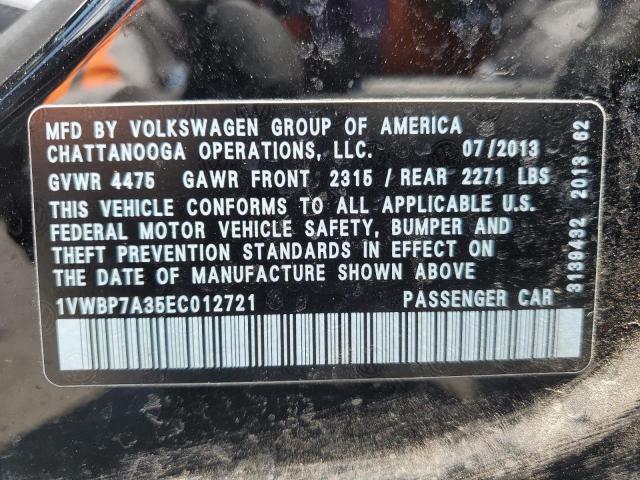 MFD BY VOLKSWAGEN GROUP OF AMERICA
CHATTANOOGA OPERATIONS, LLC. 07/2013
GVWR 4475 GAWR FRONT 2315 / REAR 2271 LBS
THIS VEHICLE CONFORMS TO ALL APPLICABLE U.S.
FEDERAL MOTOR VEHICLE SAFETY, BUMPER AND
THEFT PREVENTION STANDARDS IN EFFECT ON
THE DATE OF MANUFACTURE SHOWN ABOVE
1VWBP7A35EC012721 PASSENGER CAR
3139432 2013 62